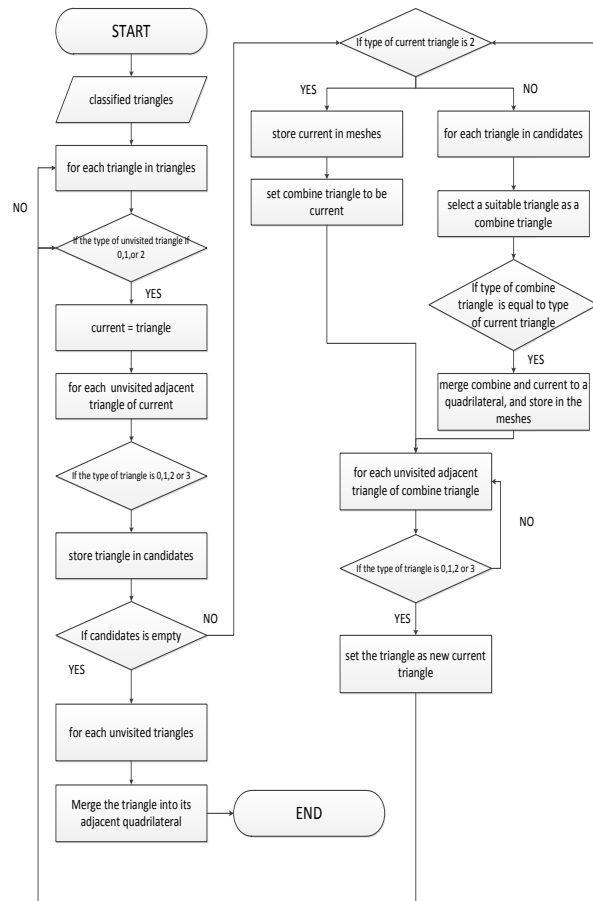 START
classified triangles
for each triangle in triangles
NO
If the type of unvisited triangle if
0,1,or 2
YES
current = triangle
for each unvisited adjacent
triangle of current
If the type of triangle is 0,1,2 or 3
store triangle in candidates
If candidates is empty
NO
YES
for each unvisited triangles
Merge the triangle into its
adjacent quadrilateral
END
If type of current triangle is 2
YES
NO
store current in meshes
set combine triangle to be
current
for each triangle in candidates
select a suitable triangle as a
combine triangle
If type of combine
triangle is equal to type
of current triangle
YES
merge combine and current to a
quadrilateral, and store in the
meshes
for each unvisited adjacent
triangle of combine triangle
NO
If the type of triangle is 0,1,2 or 3
YES
set the triangle as new current
triangle